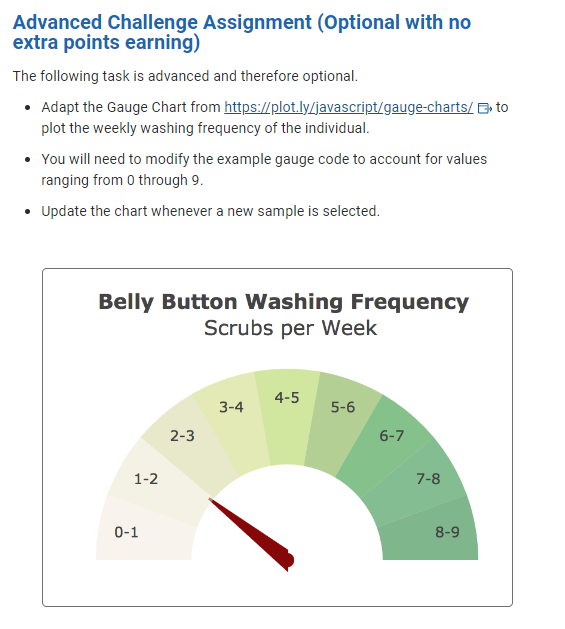 Advanced Challenge Assignment (Optional with no
extra points earning)
The following task is advanced and therefore optional.
• Adapt the Gauge Chart from https://plot.ly/javascript/gauge-charts/ to
plot the weekly washing frequency of the individual.
• You will need to modify the example gauge code to account for values
ranging from 0 through 9.
• Update the chart whenever a new sample is selected.
Belly Button Washing Frequency
Scrubs per Week
0-1
1-2
2-3
3-4
4-5
5-6
6-7
7-8
8-9